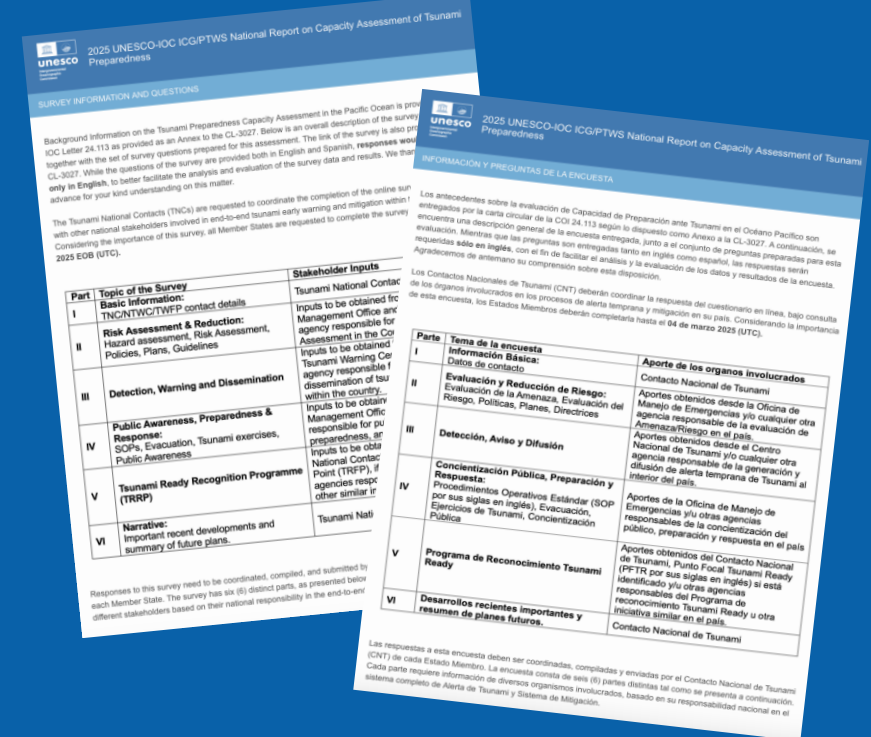 unesco
Intergovernmental
Oceanographic
Commission
2025 UNESCO-IOC ICG/PTWS National Report on Capacity Assessment of Tsunami
Preparedness
SURVEY INFORMATION AND QUESTIONS
Background Information on the Tsunami Preparedness Capacity Assessment in the Pacific Ocean is
IOC Letter 24.113 as provided as an Annex to the CL-3027. Below is an overall description of the survey
together with the set of survey questions prepared for this assessment. The link of the survey is also
CL-3027. While the questions of the survey are provided both in English and Spanish, responses
only in English, to better facilitate the analysis and evaluation of the survey data and results. We
advance for your kind understanding on this matter.
The Tsunami National Contacts (TNCs) are requested to coordinate the completion of the online
with other national stakeholders involved in end-to-end tsunami early warning and mitigation within
Considering the importance of this survey, all Member States are requested to complete the survey
2025 EOB (UTC).
Part Topic of the Survey Stakeholder Inputs
I Basic Information: Tsunami National
TNC/NTWC/TWFP contact details
II Risk Assessment & Reduction: Inputs to be obtained
Hazard assessment, Risk Assessment, Management Office and
Policies, Plans, Guidelines agency responsible for
Assessment in the
III Detection, Warning and Dissemination Inputs to be obtained
Tsunami Warning
agency responsible
dissemination of
within the country.
IV Public Awareness, Preparedness & Inputs to be
Response: Management
SOPs, Evacuation, Tsunami exercises, responsible for
Public Awareness preparedness,
V Tsunami Ready Recognition Programme Inputs to be
(TRRP) National
Point (TRFP),
agencies
other similar
VI Narrative: Tsunami
Important recent developments and
summary of future plans.
Responses to this survey need to be coordinated, compiled, and submitted by
each Member State. The survey has six (6) distinct parts, as presented below
different stakeholders based on their national responsibility in the
unesco
Intergovernmental
Oceanographic
Commission
2025 UNESCO-IOC ICG/PTWS National Report on Capacity Assessment of Tsunami
Preparedness
INFORMACIÓN Y PREGUNTAS DE LA ENCUESTA
Los antecedentes sobre la evaluación de Capacidad de Preparación ante Tsunami en el Océano Pacífico son
entregados por la carta circular de la COI 24.113 según lo dispuesto como Anexo a la CL-3027. A continuación, se
encuentra una descripción general de la encuesta entregada, junto a el conjunto de preguntas preparadas para esta
evaluación. Mientras que las preguntas son entregadas tanto en inglés como español, las respuestas serán
requeridas sólo en inglés, con el fin de facilitar el análisis y la evaluación de los datos y resultados de la encuesta.
Agradecemos de antemano su comprensión sobre esta disposición.
Los Contactos Nacionales de Tsunami (CNT) deberán coordinar la respuesta del cuestionario en línea, bajo consulta
de los órganos involucrados en los procesos de alerta temprana y mitigación en su país. Considerando la importancia
de esta encuesta, los Estados Miembros deberán completarla hasta el 04 de marzo 2025 (UTC).
Parte Tema de la encuesta Aporte de los organos involucrados
I Información Básica: Contacto Nacional de Tsunami
Datos de contacto
II Evaluación y Reducción de Riesgo: Aportes obtenidos desde la Oficina de
Evaluación de la Amenaza, Evaluación del Manejo de Emergencias y/o cualquier otra
Riesgo, Políticas, Planes, Directrices agencia responsable de la evaluación de
Amenaza/Riesgo en el país.
III Detección, Aviso y Difusión Aportes obtenidos desde el Centro
Nacional de Tsunami y/o cualquier otra
agencia responsable de la generación y
difusión de alerta temprana de Tsunami al
interior del país.
IV Concientización Pública, Preparación y Aportes de la Oficina de Manejo de
Respuesta: Emergencias y/u otras agencias
Procedimientos Operativos Estándar (SOP responsables de la concientización del
por sus siglas en inglés), Evacuación, público, preparación y respuesta en el país
Ejercicios de Tsunami, Concientización
Pública
V Programa de Reconocimiento Tsunami Aportes obtenidos del Contacto Nacional
Ready de Tsunami, Punto Focal Tsunami Ready
(PFTR por sus siglas en inglés) si está
identificado y/u otras agencias
responsables del Programa de
reconocimiento Tsunami Ready u otra
iniciativa similar en el país.
VI Desarrollos recientes importantes y Contacto Nacional de Tsunami
resumen de planes futuros.
Las respuestas a esta encuesta deben ser coordinadas, compiladas y enviadas por el Contacto Nacional de Tsunami
(CNT) de cada Estado Miembro. La encuesta consta de seis (6) partes distintas tal como se presenta a continuación.
Cada parte requiere información de diversos organismos involucrados, basado en su responsabilidad nacional en el
sistema completo de Alerta de Tsunami y Sistema de Mitigación.